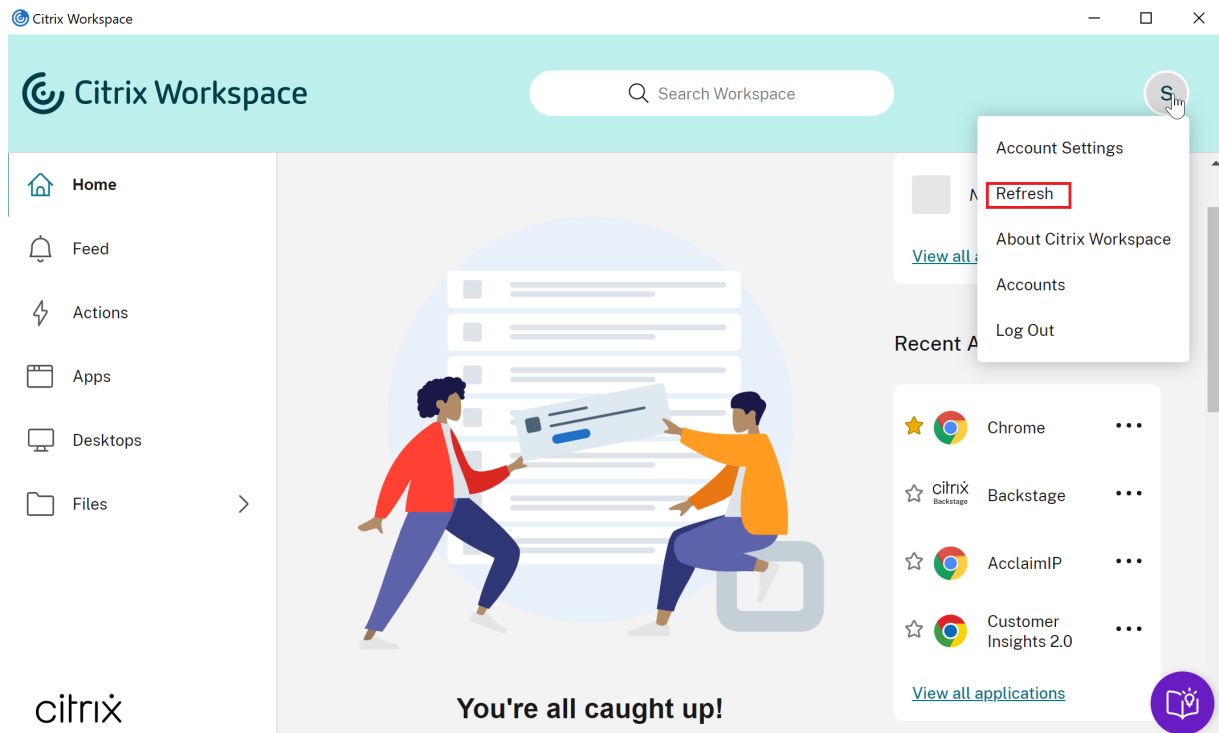 Citrix Workspace
Citrix Workspace
Search Workspace
S
Account Settings
Refresh
About Citrix Workspace
Accounts
Log Out
Home
Feed
Actions
Apps
Desktops
Files
citrix
View all
Recent A
Chrome
citrix
Backstage
Backstage
AcclaimIP
Customer
Insights 2.0
View all applications
You're all caught up!